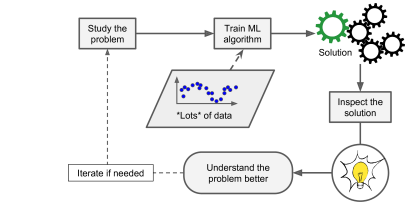 Study the
problem
Train ML
algorithm
Solution
*Lots* of data
Inspect the
solution
Understand the
problem better
Iterate if needed